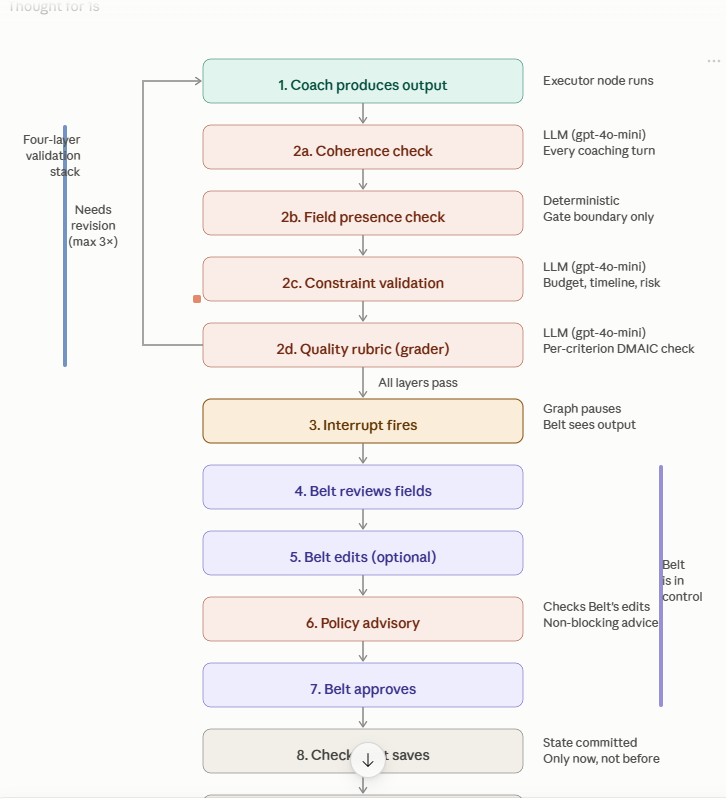 Thought for 1s
1. Coach produces output
Executor node runs
Four-layer
validation
stack
Needs
revision
(max 3×)
2a. Coherence check
LLM (gpt-4o-mini)
Every coaching turn
2b. Field presence check
Deterministic
Gate boundary only
2c. Constraint validation
LLM (gpt-4o-mini)
Budget, timeline, risk
2d. Quality rubric (grader)
LLM (gpt-4o-mini)
Per-criterion DMAIC check
All layers pass
3. Interrupt fires
Graph pauses
Belt sees output
4. Belt reviews fields
5. Belt edits (optional)
Belt
is in
control
6. Policy advisory
Checks Belt's edits
Non-blocking advice
7. Belt approves
8. Check t saves
State committed
Only now, not before